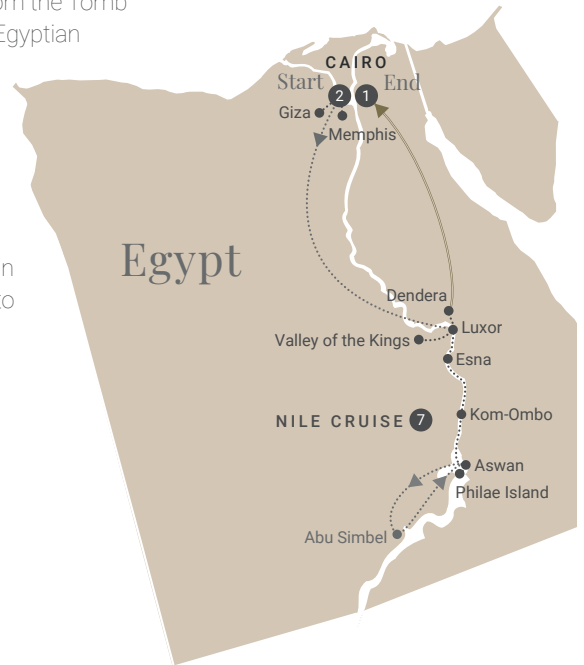 om the Tomb
Egyptian
n
to
CAIRO
Start 2 1 End
Giza
Memphis
Egypt
Dendera
Luxor
Valley of the Kings
Esna
NILE CRUISE 7
Kom-Ombo
Aswan
Philae Island
Abu Simbel